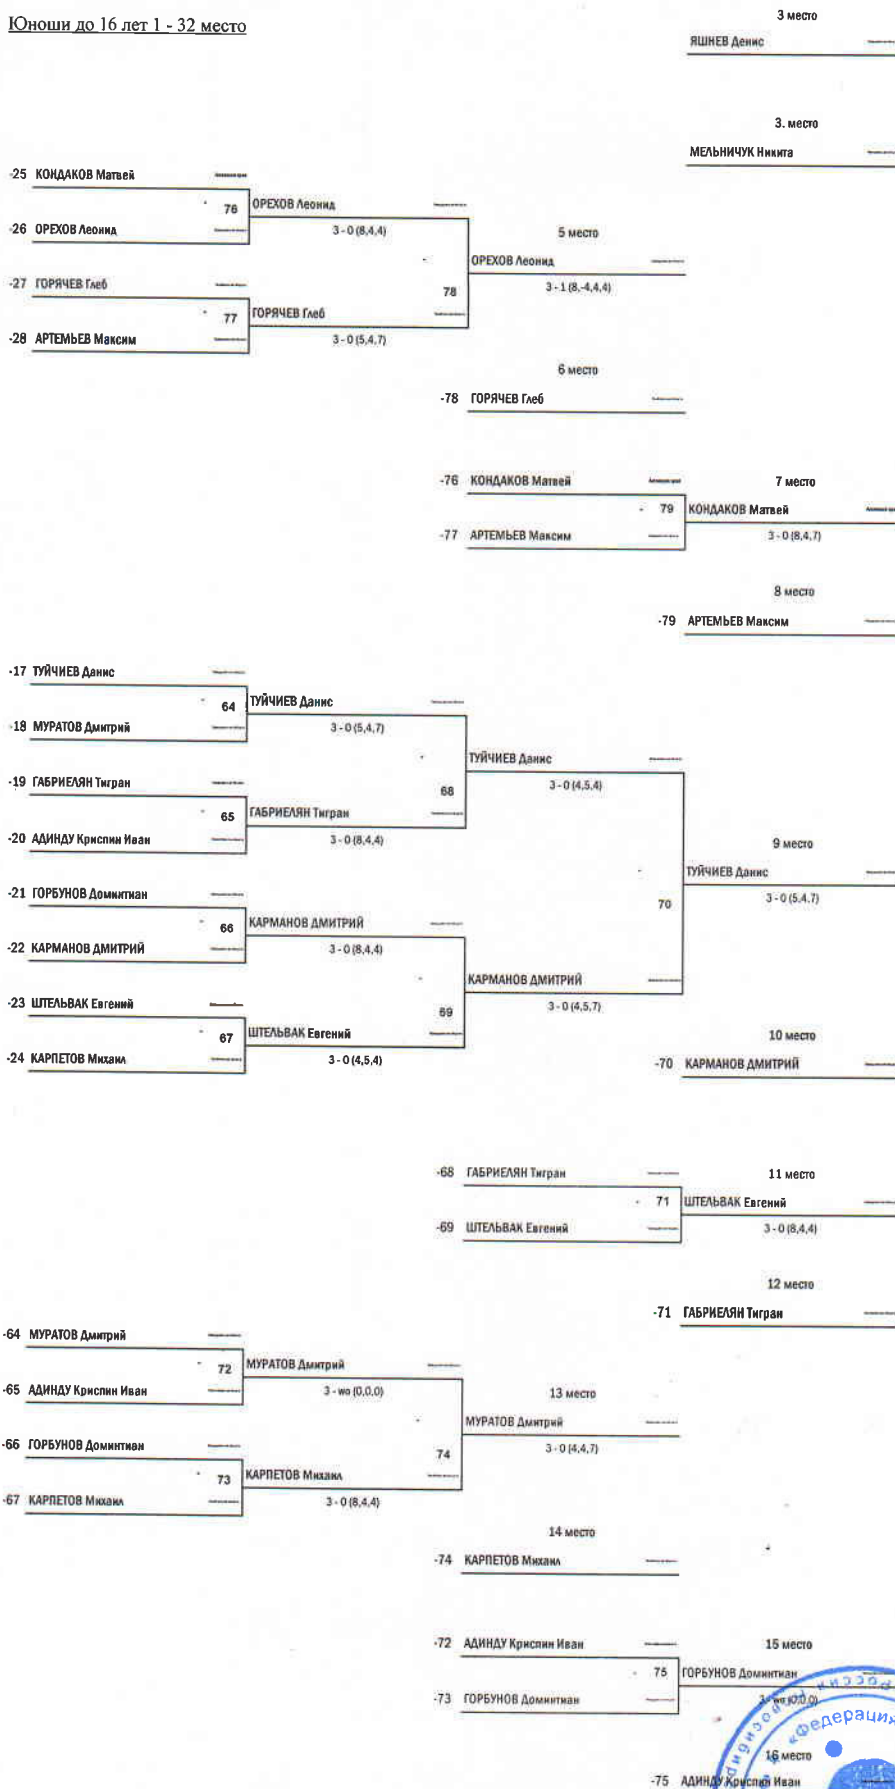 Юноши до 16 лет 1 - 32 место
3 место
ЯШНЕВ Денис
3. место
МЕЛЬНИЧУК Никита
-25 КОНДАКОВ Матвей
76 ОРЕХОВ Леонид
-26 ОРЕХОВ Леонид
3 - 0 (8,4,4)
5 место
ОРЕХОВ Леонид
-27 ГОРЯЧЕВ Глеб
78
3 - 1 (8,-4,4,4)
77 ГОРЯЧЕВ Глеб
-28 АРТЕМЬЕВ Максим
3 - 0 (5,4,7)
6 место
-78 ГОРЯЧЕВ Глеб
-76 КОНДАКОВ Матвей
7 место
79 КОНДАКОВ Матвей
-77 АРТЕМЬЕВ Максим
3 - 0 (8,4,7)
8 место
-79 АРТЕМЬЕВ Максим
-17 ТУЙЧИЕВ Данис
64 ТУЙЧИЕВ Данис
-18 МУРАТОВ Дмитрий
3 - 0 (5,4,7)
ТУЙЧИЕВ Данис
-19 ГАБРИЕЛЯН Тигран
68
3 - 0 (4,5,4)
65 ГАБРИЕЛЯН Тигран
-20 АДИНДУ Криспин Иван
3 - 0 (8,4,4)
9 место
ТУЙЧИЕВ Данис
-21 ГОРБУНОВ Доминтиан
70
3 - 0 (5,4,7)
66 КАРМАНОВ ДМИТРИЙ
-22 КАРМАНОВ ДМИТРИЙ
3 - 0 (8,4,4)
КАРМАНОВ ДМИТРИЙ
-23 ШТЕЛЬВАК Евгений
69
3 - 0 (4,5,7)
67 ШТЕЛЬВАК Евгений
-24 КАРПЕТОВ Михаил
3 - 0 (4,5,4)
10 место
-70 КАРМАНОВ ДМИТРИЙ
-68 ГАБРИЕЛЯН Тигран
11 место
71 ШТЕЛЬВАК Евгений
-69 ШТЕЛЬВАК Евгений
3 - 0 (8,4,4)
12 место
-71 ГАБРИЕЛЯН Тигран
-64 МУРАТОВ Дмитрий
72 МУРАТОВ Дмитрий
-65 АДИНДУ Криспин Иван
3 - wo (0,0,0)
13 место
МУРАТОВ Дмитрий
-66 ГОРБУНОВ Доминтиан
74
3 - 0 (4,4,7)
73 КАРПЕТОВ Михаил
-67 КАРПЕТОВ Михаил
3 - 0 (8,4,4)
14 место
-74 КАРПЕТОВ Михаил
-72 АДИНДУ Криспин Иван
15 место
75 ГОРБУНОВ Доминтиан
-73 ГОРБУНОВ Доминтиан
3 - wo (0,0,0)
16 место
-75 АДИНДУ Криспин Иван